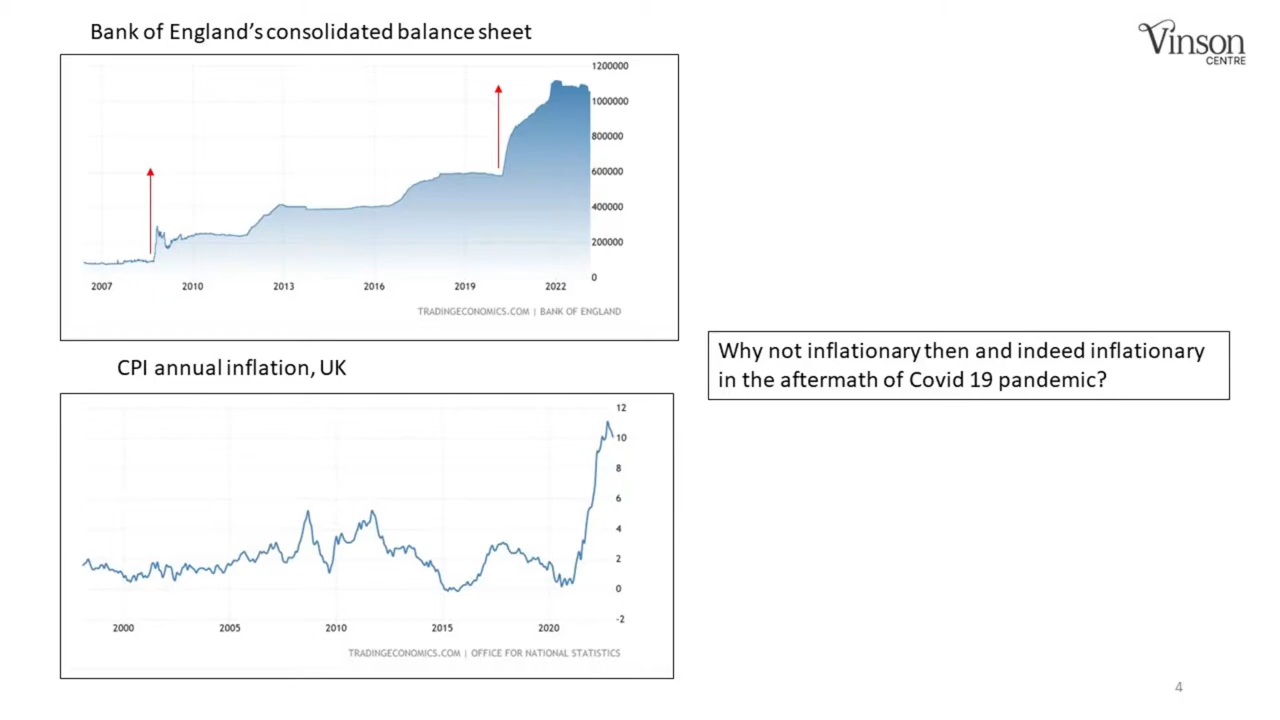 Bank of England's consolidated balance sheet
Vinson
CENTRE
1200000
1000000
800000
600000
400000
200000
0
2007 2010 2013 2016 2019 2022
TRADINGECONOMICS.COM | BANK OF ENGLAND
CPI annual inflation, UK
Why not inflationary then and indeed inflationary
in the aftermath of Covid 19 pandemic?
12
10
8
6
4
2
0
-2
2000 2005 2010 2015 2020
TRADINGECONOMICS.COM | OFFICE FOR NATIONAL STATISTICS
4